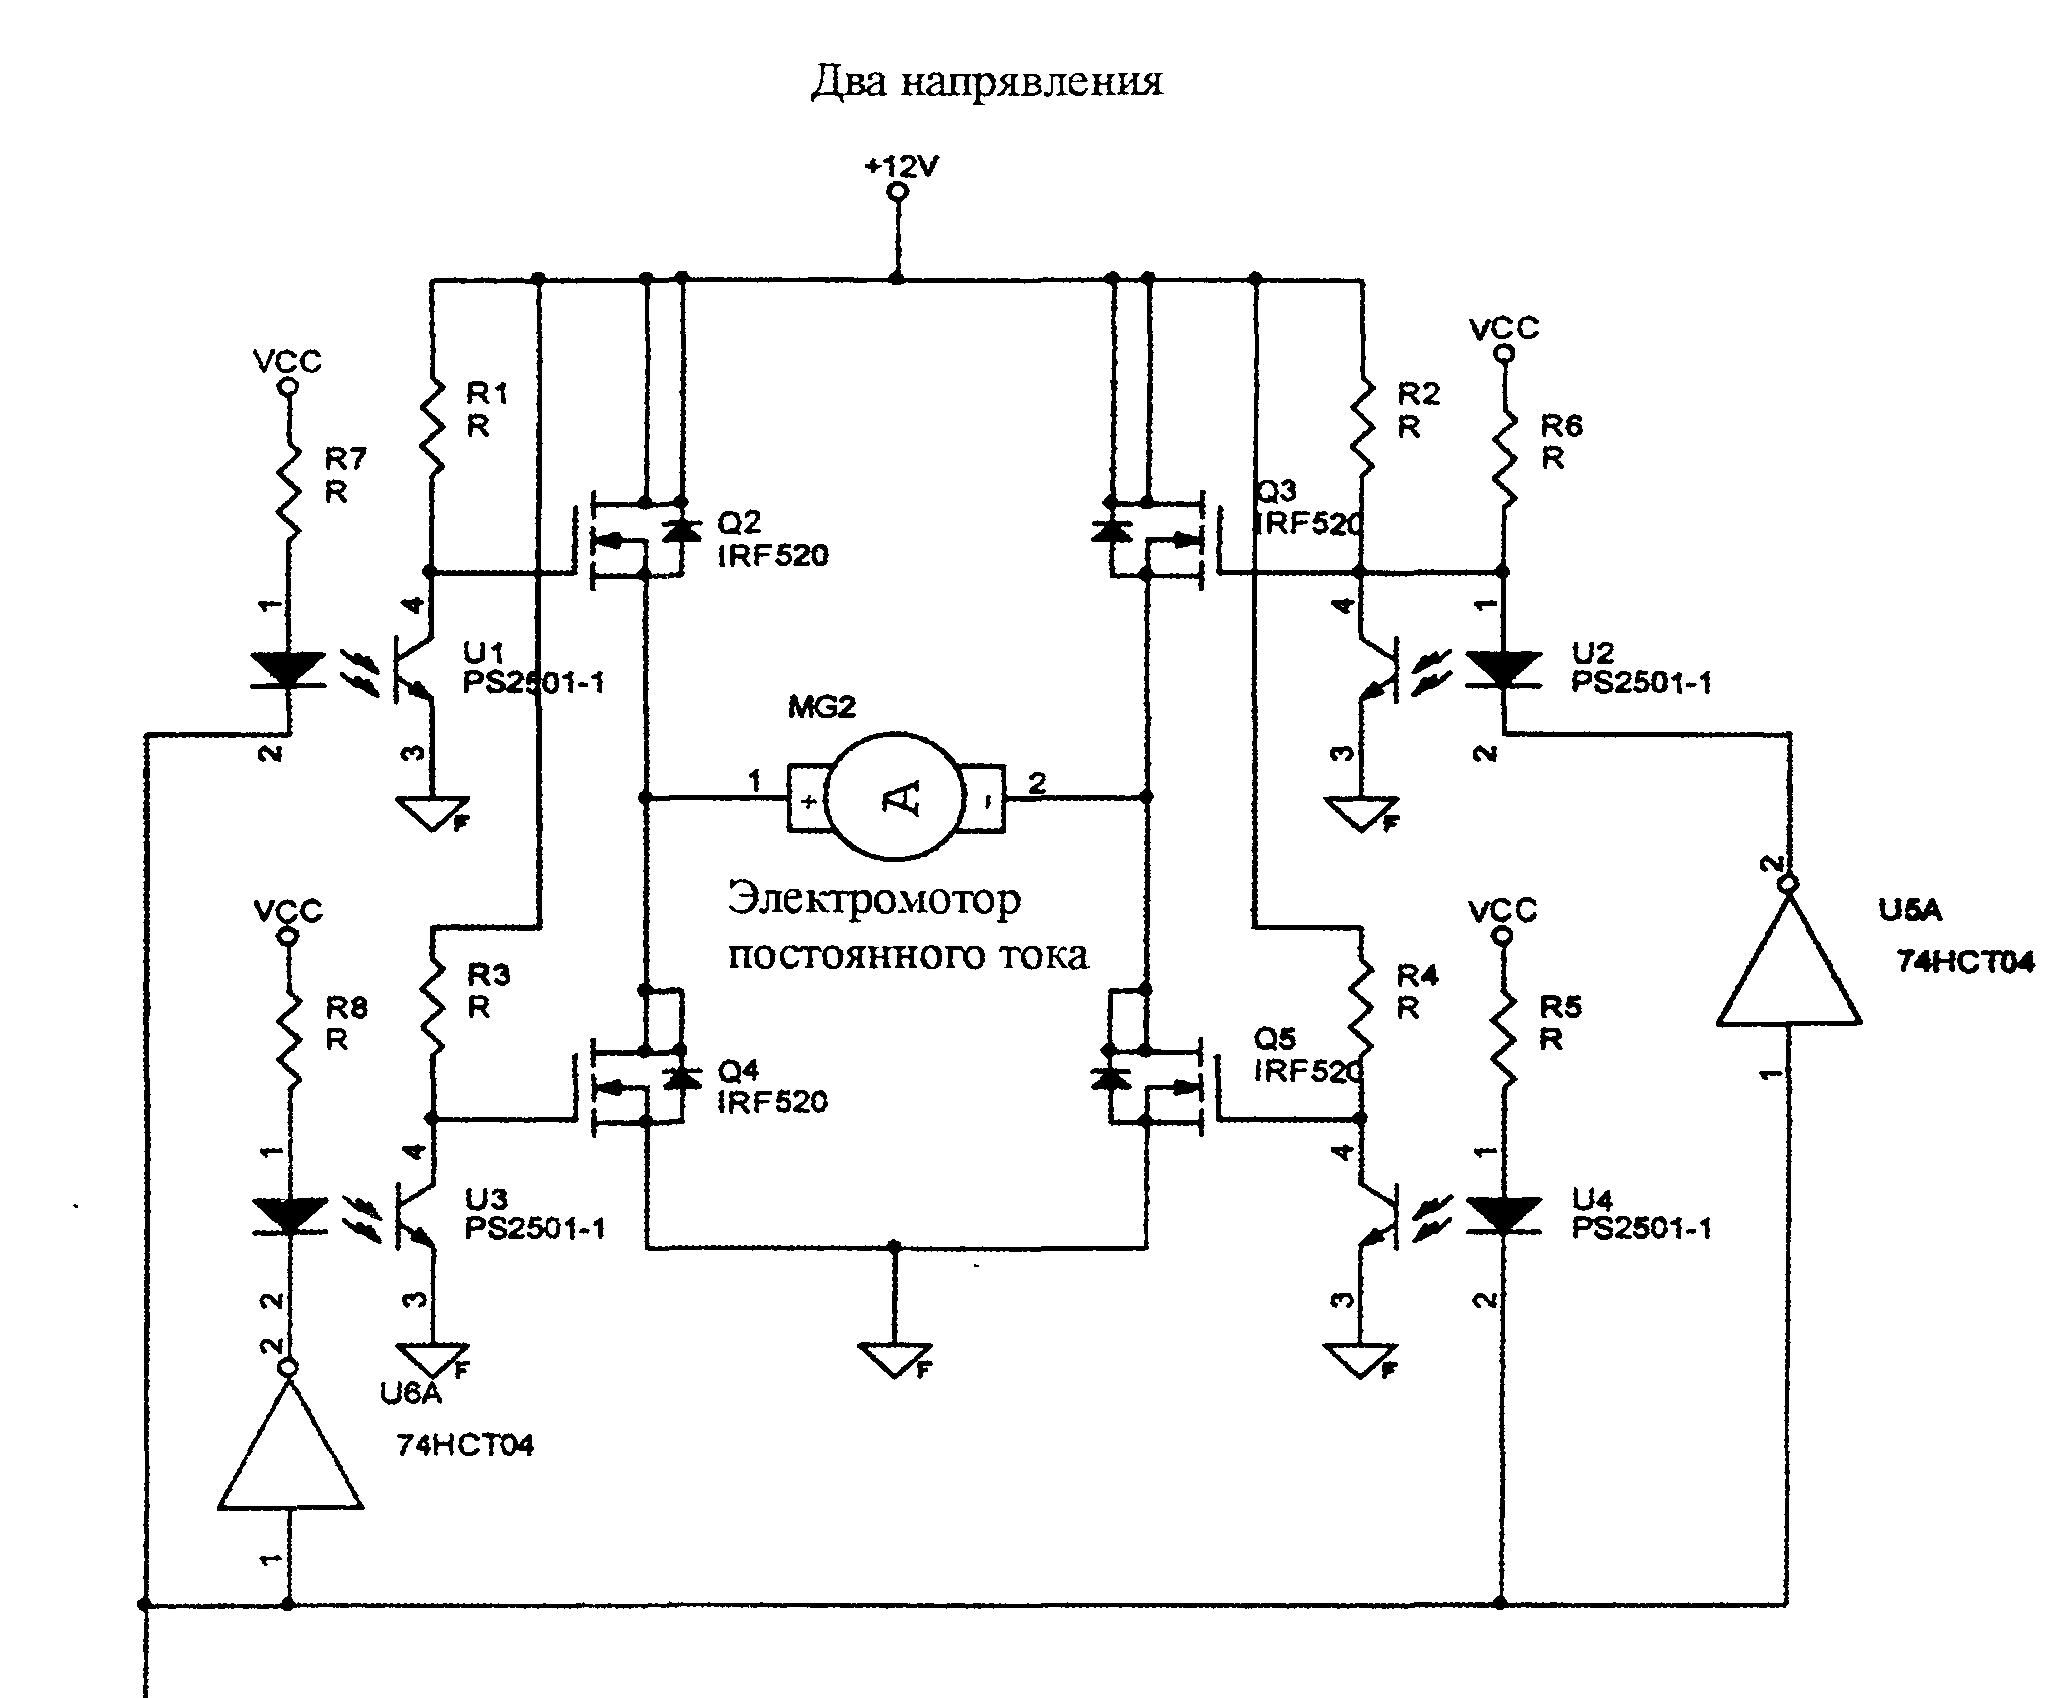 Два напрявления
+12V
VCC
VCC
R1
R
R2
R
R6
R
R7
R
Q2
IRF520
Q3
IRF520
1
4
4
1
U1
PS2501-1
U2
PS2501-1
MG2
2
3
1
+
A
-
2
3
2
F
F
Электромотор
постоянного тока
2
U5A
74HCT04
VCC
VCC
R3
R
R4
R
R8
R
R5
R
Q4
IRF520
Q5
IRF520
1
1
4
4
1
U3
PS2501-1
U4
PS2501-1
2
3
3
2
2
F
F
F
U6A
74HCT04
1